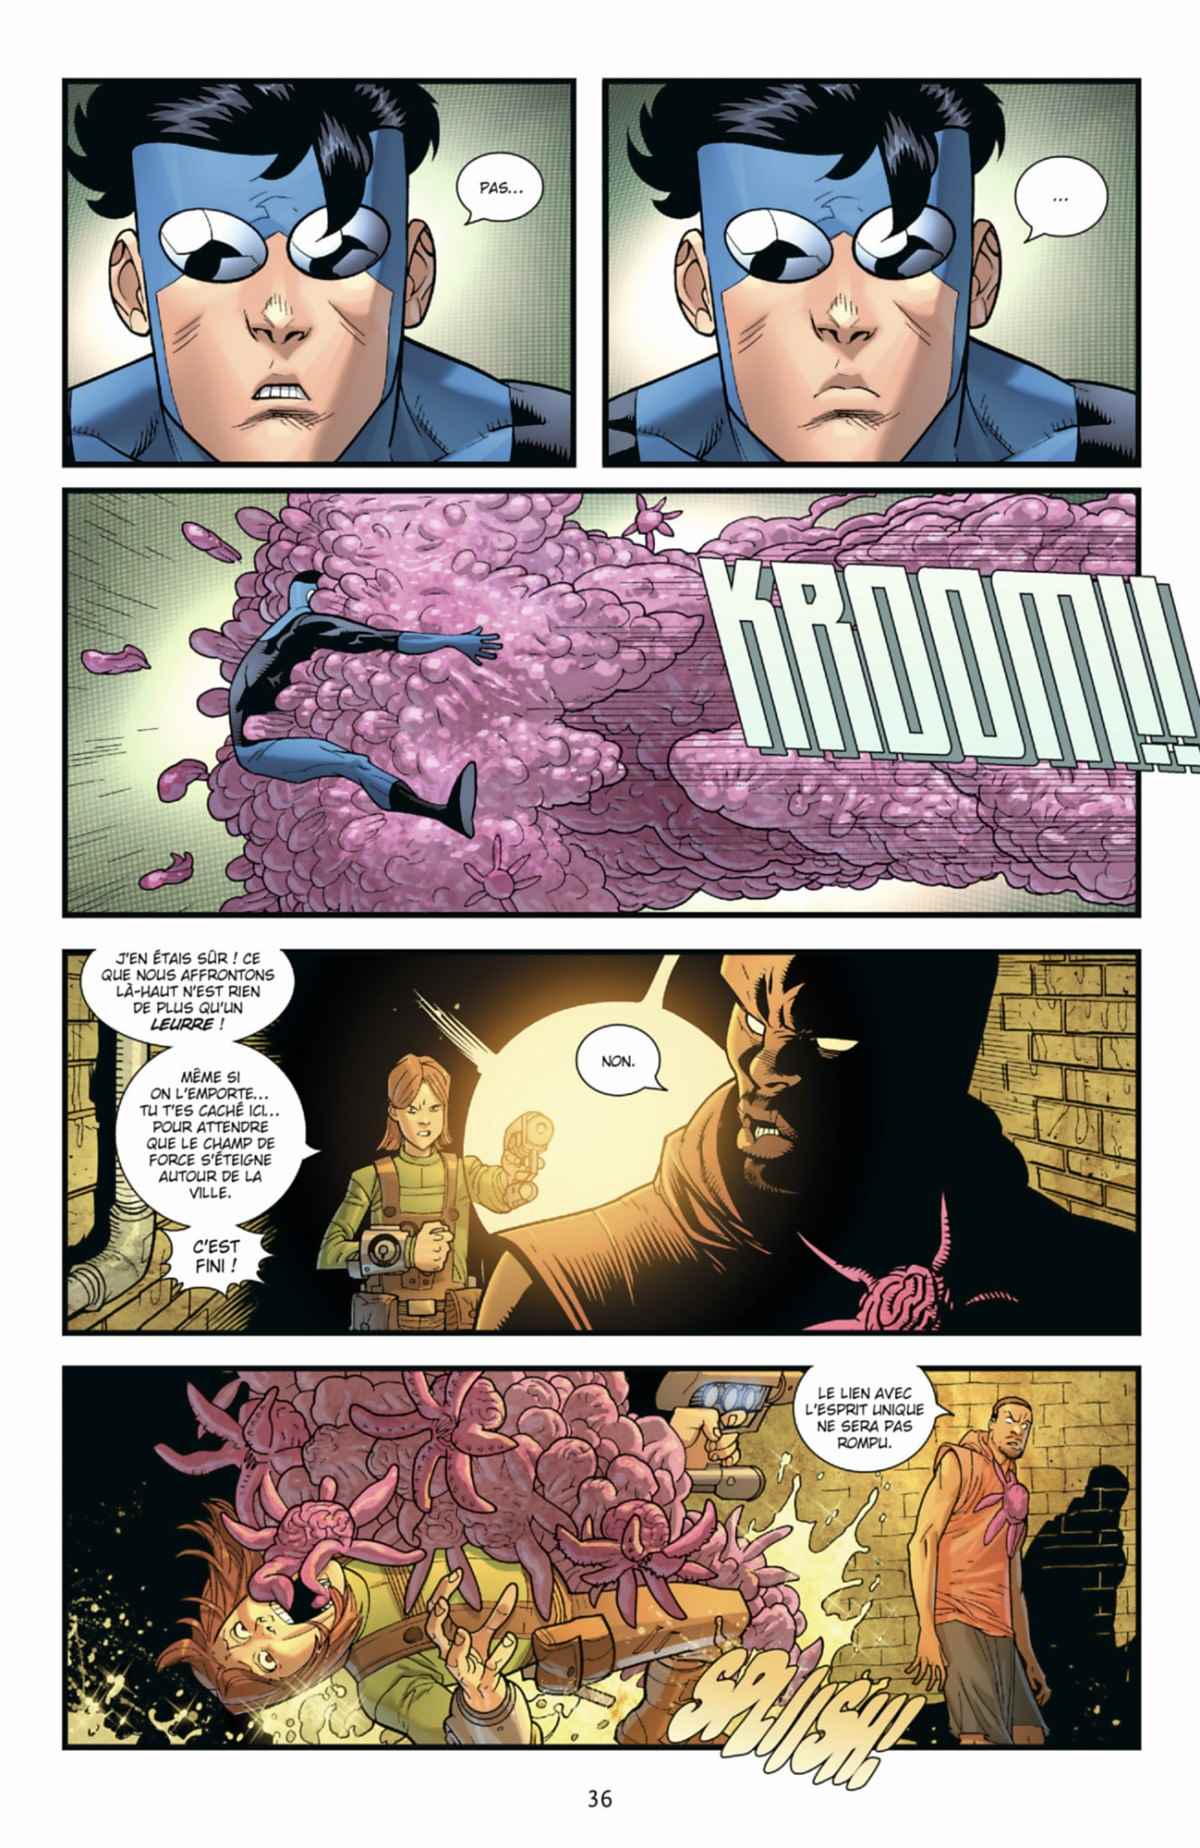 PAS...
...
KROOM!!
J'EN ÉTAIS SÛR ! CE
QUE NOUS AFFRONTONS
LÀ-HAUT N'EST RIEN
DE PLUS QU'UN
LEURRE !
MÊME SI
ON L'EMPORTE...
TU T'ES CACHÉ ICI...
POUR ATTENDRE
QUE LE CHAMP DE
FORCE S'ÉTEIGNE
AUTOUR DE LA
VILLE.
C'EST
FINI !
NON.
LE LIEN AVEC
L'ESPRIT UNIQUE
NE SERA PAS
ROMPU.
SPLIIISH!!
36